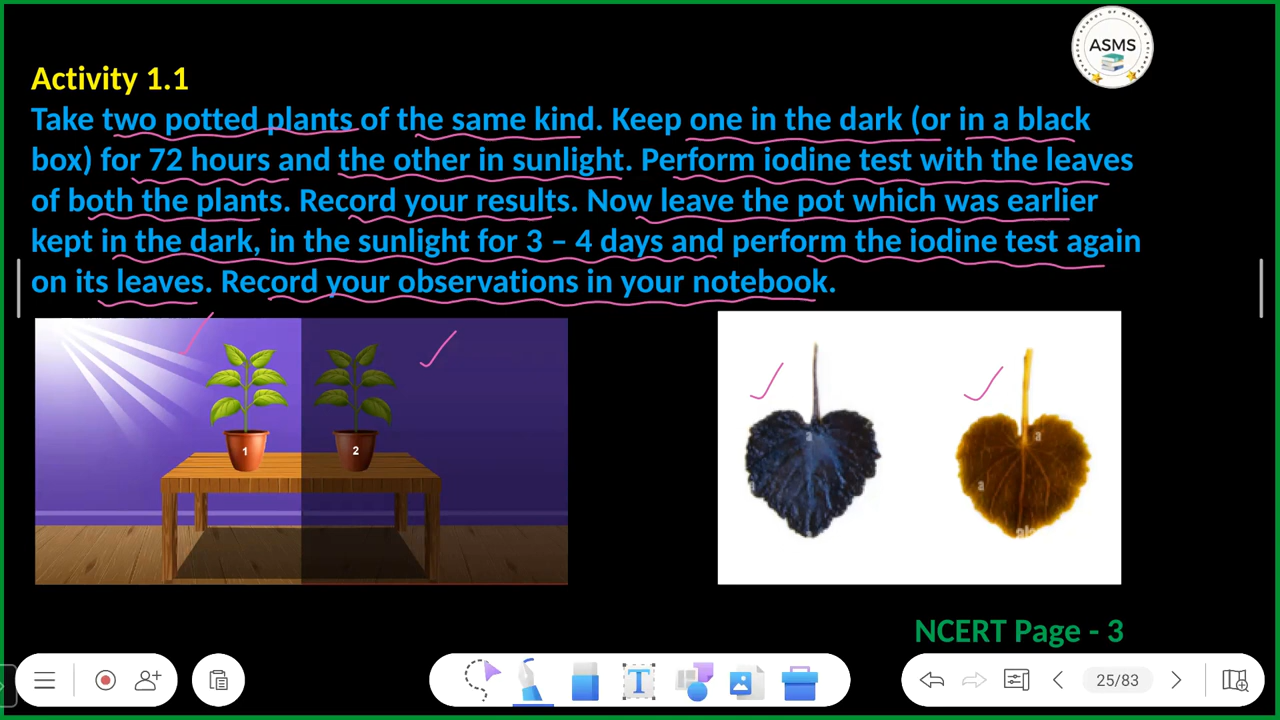 ASMS
Activity 1.1
Take two potted plants of the same kind. Keep one in the dark (or in a black
box) for 72 hours and the other in sunlight. Perform iodine test with the leaves
of both the plants. Record your results. Now leave the pot which was earlier
kept in the dark, in the sunlight for 3 – 4 days and perform the iodine test again
on its leaves. Record your observations in your notebook.
1
2
a
a
a
a
NCERT Page - 3
T
25/83